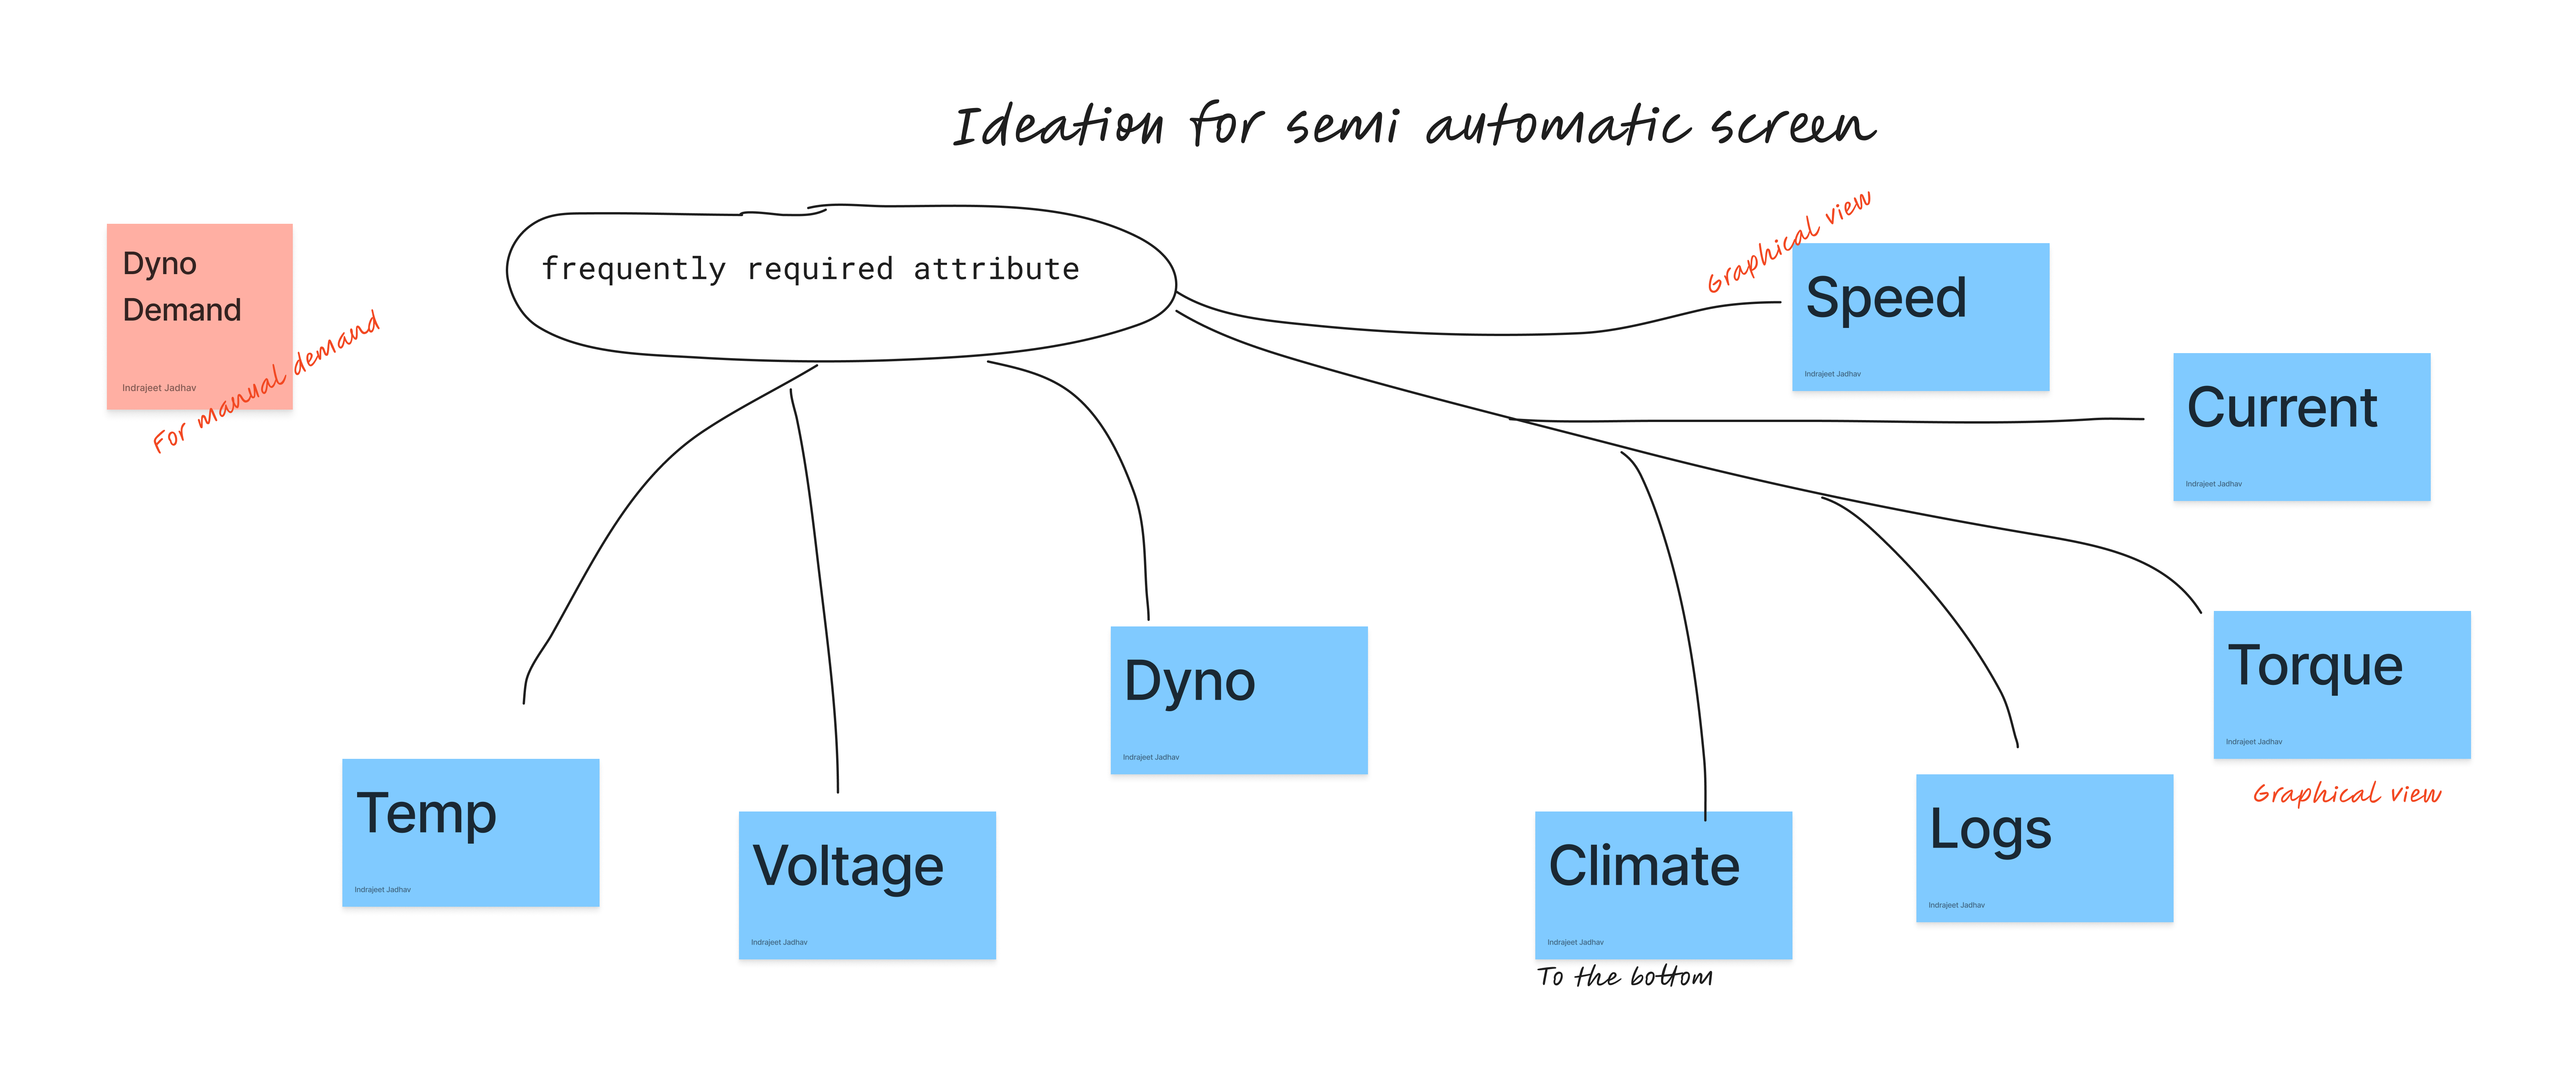 Ideation for semi automatic screen
Dyno
Demand
Indrajeet Jadhav
For manual demand
frequently required attribute
Graphical view
Speed
Indrajeet Jadhav
Current
Indrajeet Jadhav
Dyno
Indrajeet Jadhav
Torque
Indrajeet Jadhav
Graphical view
Temp
Indrajeet Jadhav
Voltage
Indrajeet Jadhav
Climate
Indrajeet Jadhav
To the bottom
Logs
Indrajeet Jadhav